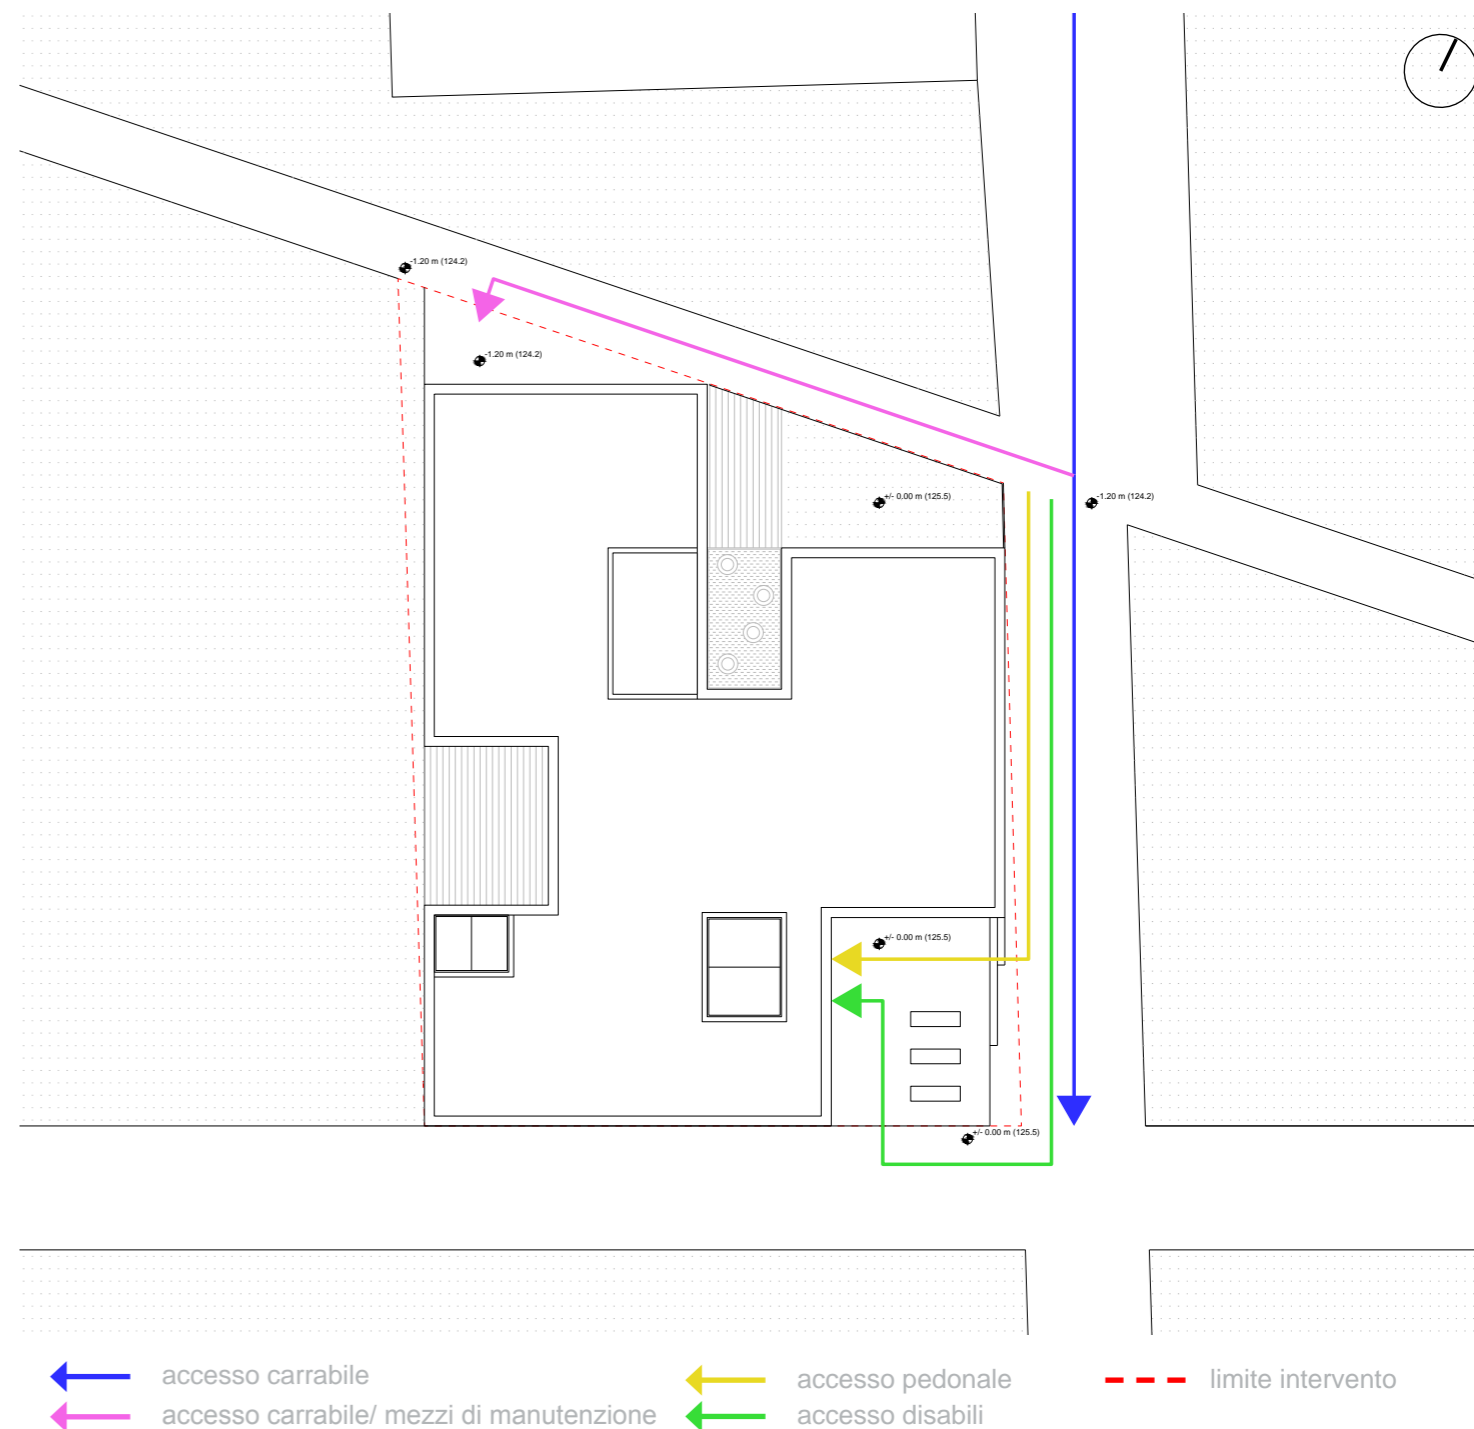 -1.20 m (124.2)
-1.20 m (124.2)
+/- 0.00 m (125.5)
-1.20 m (124.2)
+/- 0.00 m (125.5)
+/- 0.00 m (125.5)
accesso carrabile
accesso pedonale
limite intervento
accesso carrabile/ mezzi di manutenzione
accesso disabili